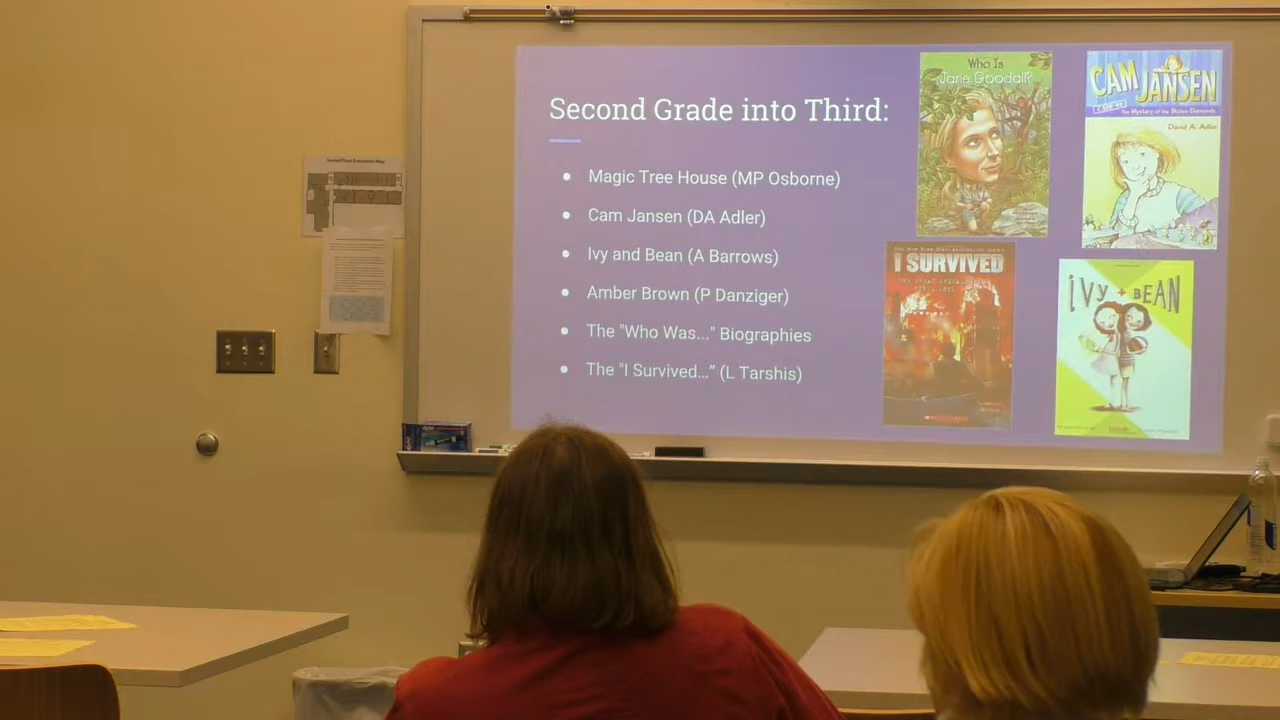 Second Grade into Third:
● Magic Tree House (MP Osborne)
● Cam Jansen (DA Adler)
● Ivy and Bean (A Barrows)
● Amber Brown (P Danziger)
● The "Who Was..." Biographies
● The "I Survived…” (L Tarshis)
Who Is
Jane Goodall?
CAM
JANSEN
The Mystery of the Stolen Diamonds
David A. Adler
I SURVIVED
IVY + BEAN